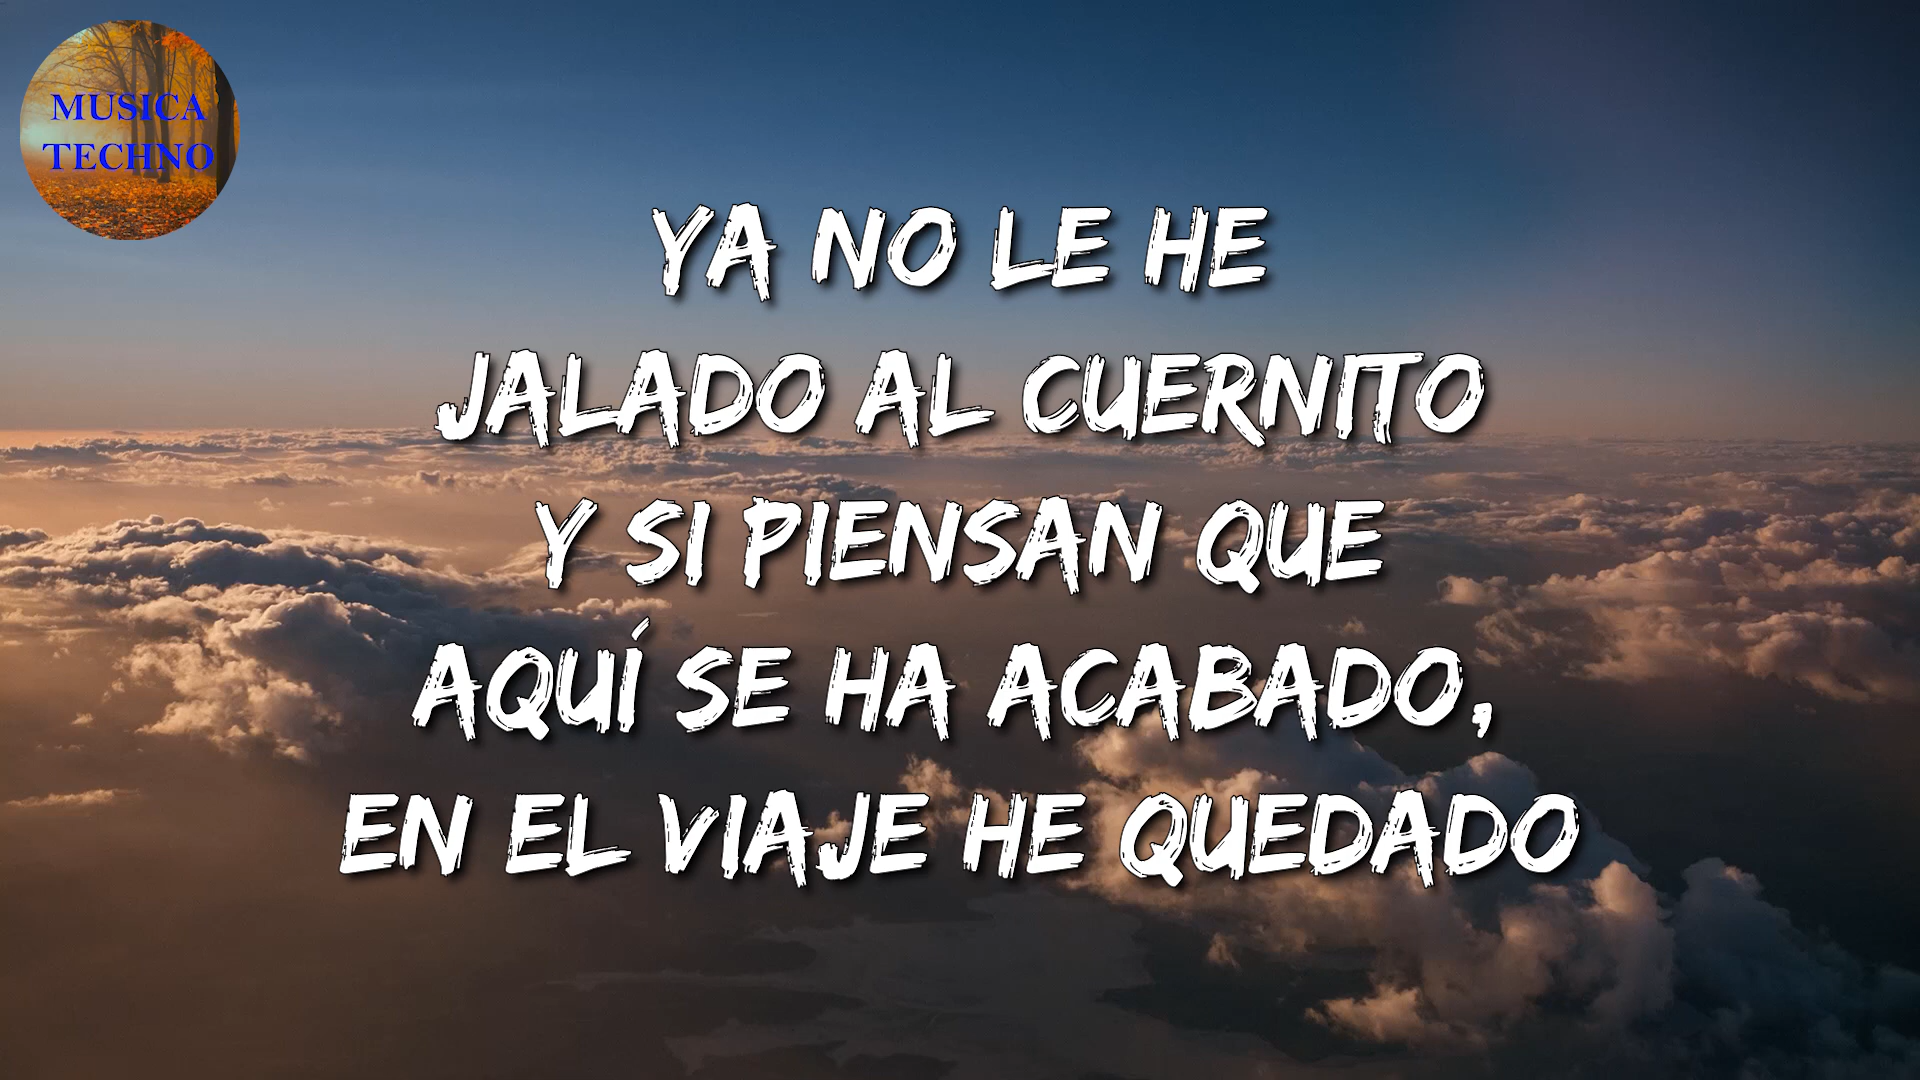 MUSICA
TECHNO
YA NO LE HE
JALADO AL CUERNITO
Y SI PIENSAN QUE
AQUÍ SE HA ACABADO,
EN EL VIAJE HE QUEDADO